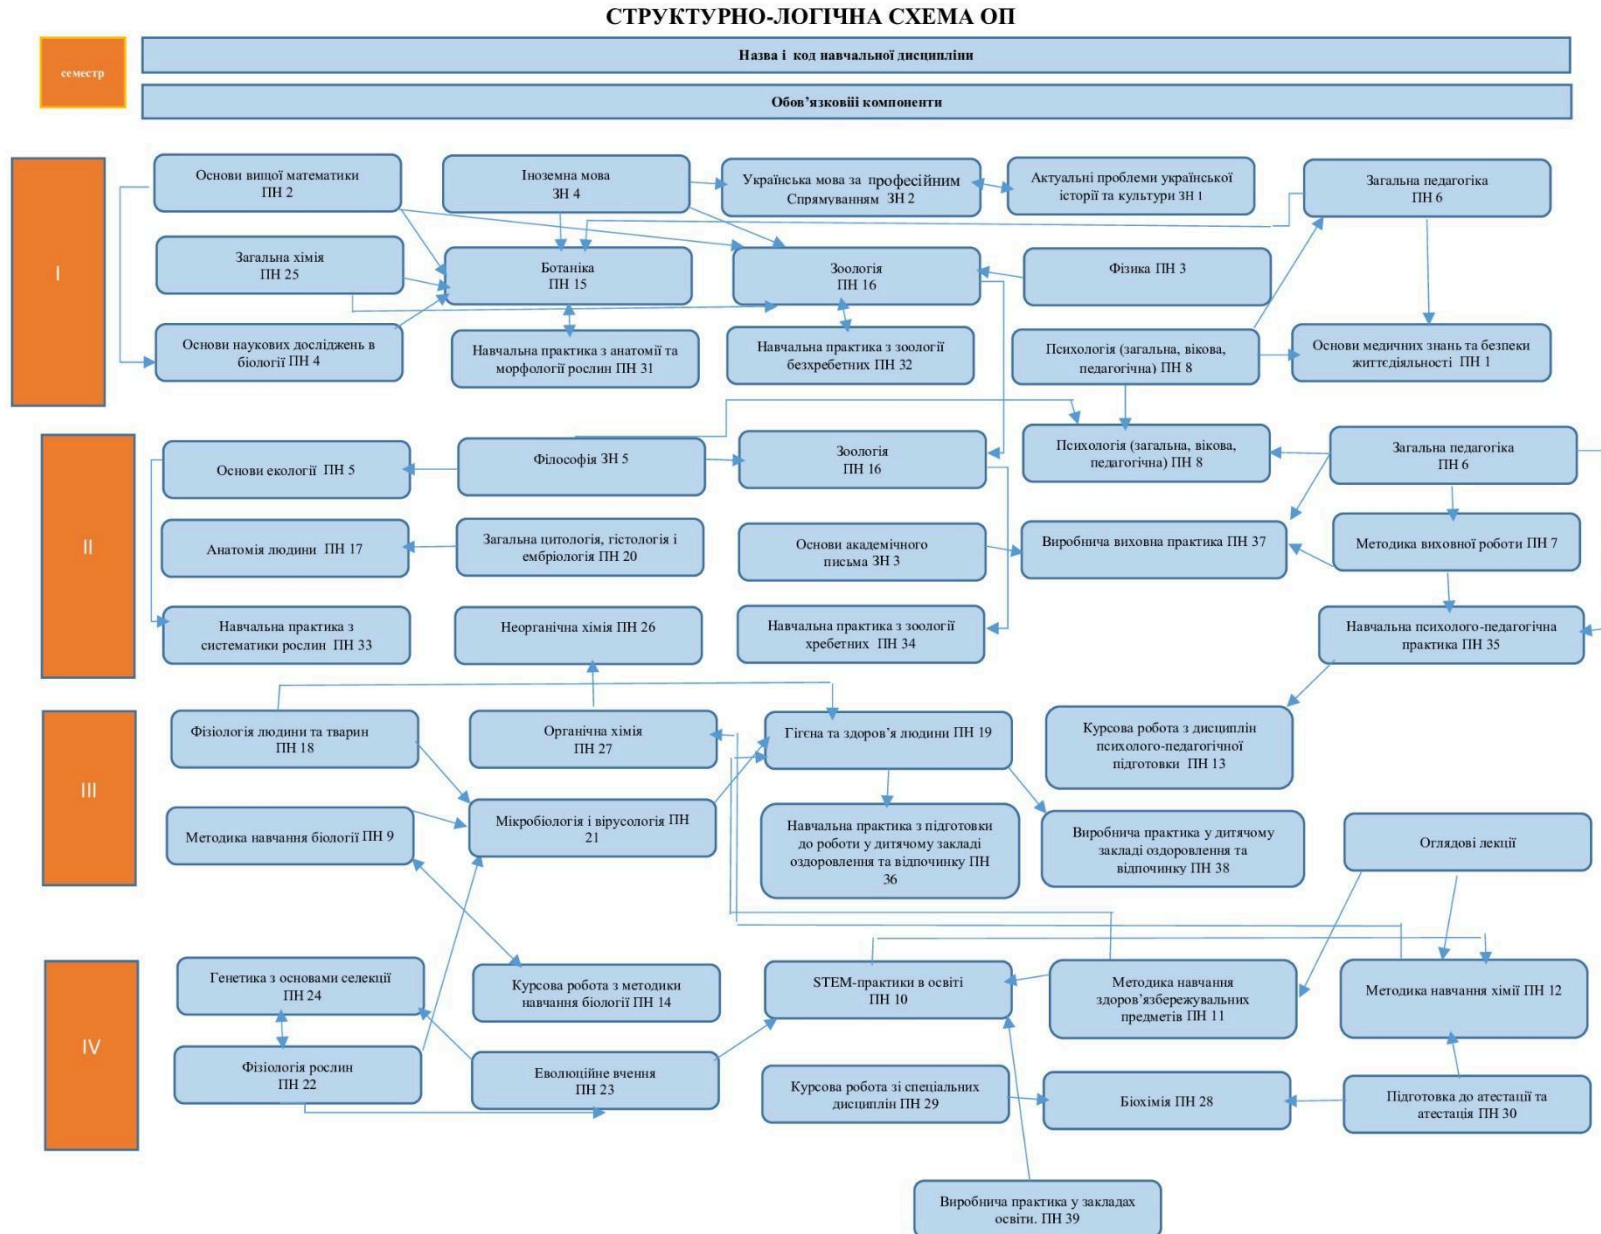 СТРУКТУРНО-ЛОГІЧНА СХЕМА ОП
семестр
Назва і код навчальної дисципліни
Обов’язковіїі компоненти
I
Основи вищої математики
ПН 2
Іноземна мова
ЗН 4
Українська мова за професійним
Спрямуванням ЗН 2
Актуальні проблеми української
історії та культури ЗН 1
Загальна педагогіка
ПН 6
Загальна хімія
ПН 25
Ботаніка
ПН 15
Зоологія
ПН 16
Фізика ПН 3
Основи наукових досліджень в
біології ПН 4
Навчальна практика з анатомії та
морфології рослин ПН 31
Навчальна практика з зоології
безхребетних ПН 32
Психологія (загальна, вікова,
педагогічна) ПН 8
Основи медичних знань та безпеки
життєдіяльності ПН 1
II
Основи екології ПН 5
Філософія ЗН 5
Зоологія
ПН 16
Психологія (загальна, вікова,
педагогічна) ПН 8
Загальна педагогіка
ПН 6
Анатомія людини ПН 17
Загальна цитологія, гістологія і
ембріологія ПН 20
Основи академічного
письма ЗН 3
Виробнича виховна практика ПН 37
Методика виховної роботи ПН 7
Навчальна практика з
систематики рослин ПН 33
Неорганічна хімія ПН 26
Навчальна практика з зоології
хребетних ПН 34
Навчальна психолого-педагогічна
практика ПН 35
III
Фізіологія людини та тварин
ПН 18
Органічна хімія
ПН 27
Гігєна та здоров’я людини ПН 19
Курсова робота з дисциплін
психолого-педагогічної
підготовки ПН 13
Методика навчання біології ПН 9
Мікробіологія і вірусологія ПН
21
Навчальна практика з підготовки
до роботи у дитячому закладі
оздоровлення та відпочинку ПН
36
Виробнича практика у дитячому
закладі оздоровлення та
відпочинку ПН 38
Оглядові лекції
IV
Генетика з основами селекції
ПН 24
Курсова робота з методики
навчання біології ПН 14
STEM-практики в освіті
ПН 10
Методика навчання
здоров’язбережувальних
предметів ПН 11
Методика навчання хімії ПН 12
Фізіологія рослин
ПН 22
Еволюційне вчення
ПН 23
Курсова робота зі спеціальних
дисциплін ПН 29
Біохімія ПН 28
Підготовка до атестації та
атестація ПН 30
Виробнича практика у закладах
освіти. ПН 39